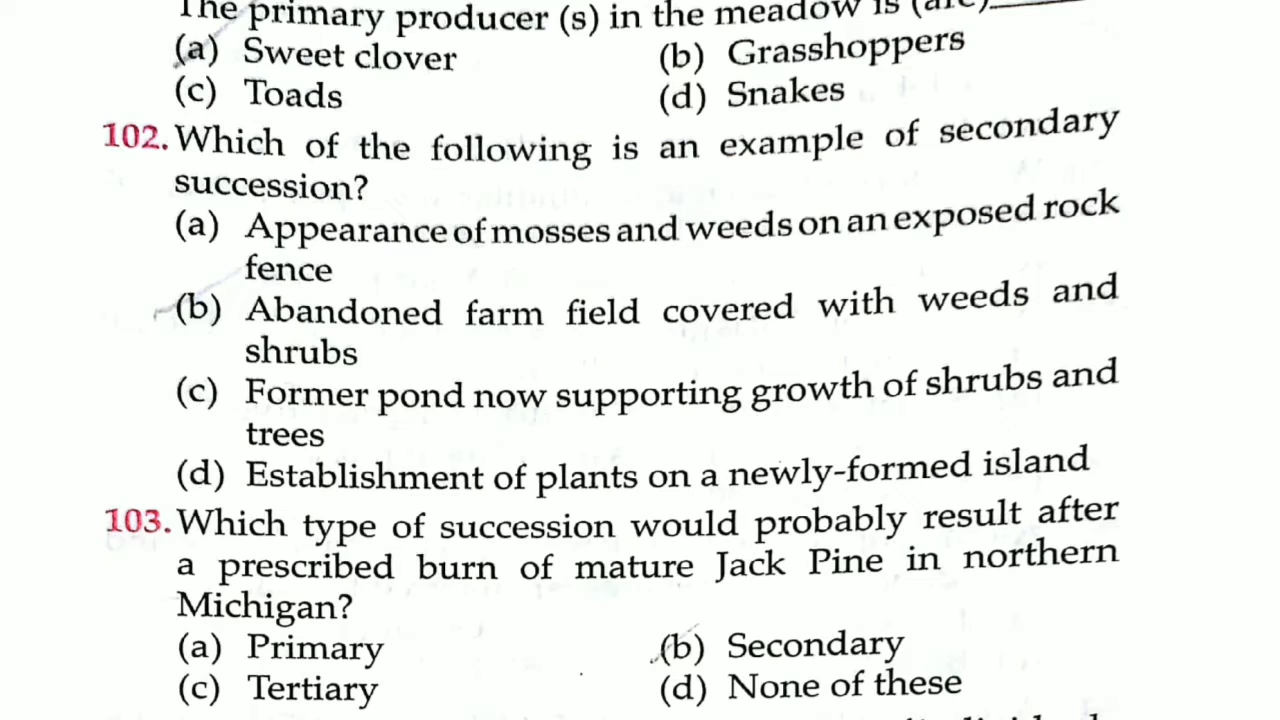 The primary producer (s) in the meadow is (are)
(a) Sweet clover (b) Grasshoppers
(c) Toads (d) Snakes
102. Which of the following is an example of secondary
succession?
(a) Appearance of mosses and weeds on an exposed rock
fence
(b) Abandoned farm field covered with weeds and
shrubs
(c) Former pond now supporting growth of shrubs and
trees
(d) Establishment of plants on a newly-formed island
103. Which type of succession would probably result after
a prescribed burn of mature Jack Pine in northern
Michigan?
(a) Primary (b) Secondary
(c) Tertiary (d) None of these